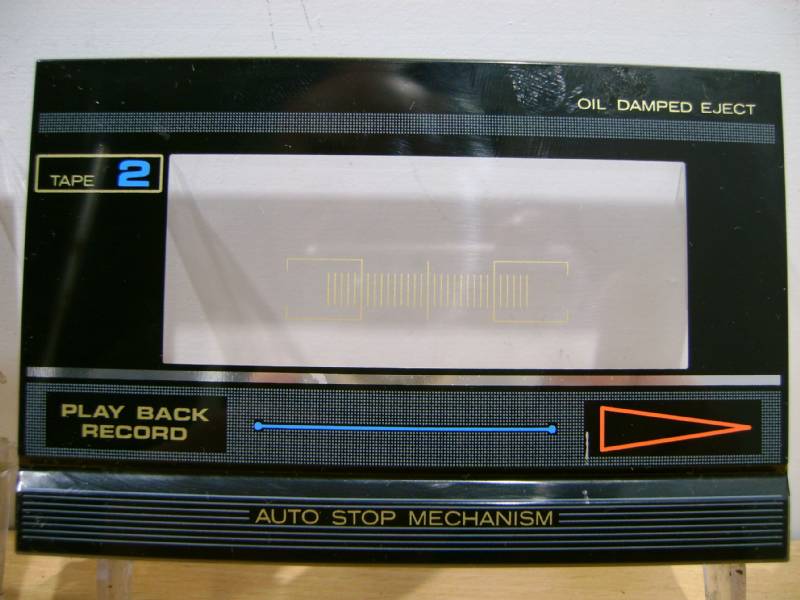 OIL DAMPED EJECT
TAPE 2
PLAY BACK
RECORD
AUTO STOP MECHANISM